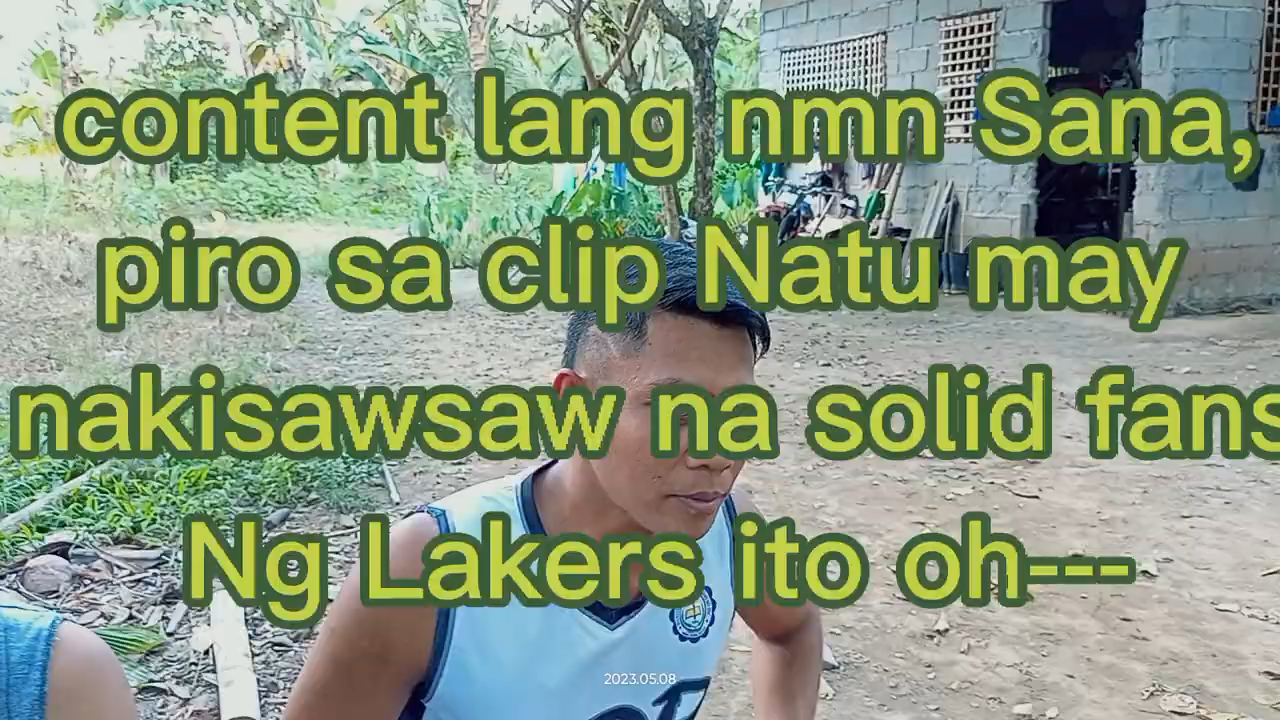 content lang nmn Sana,
piro sa clip Natu may
nakisawsaw na solid fans
Ng Lakers ito oh---
2023.05.08